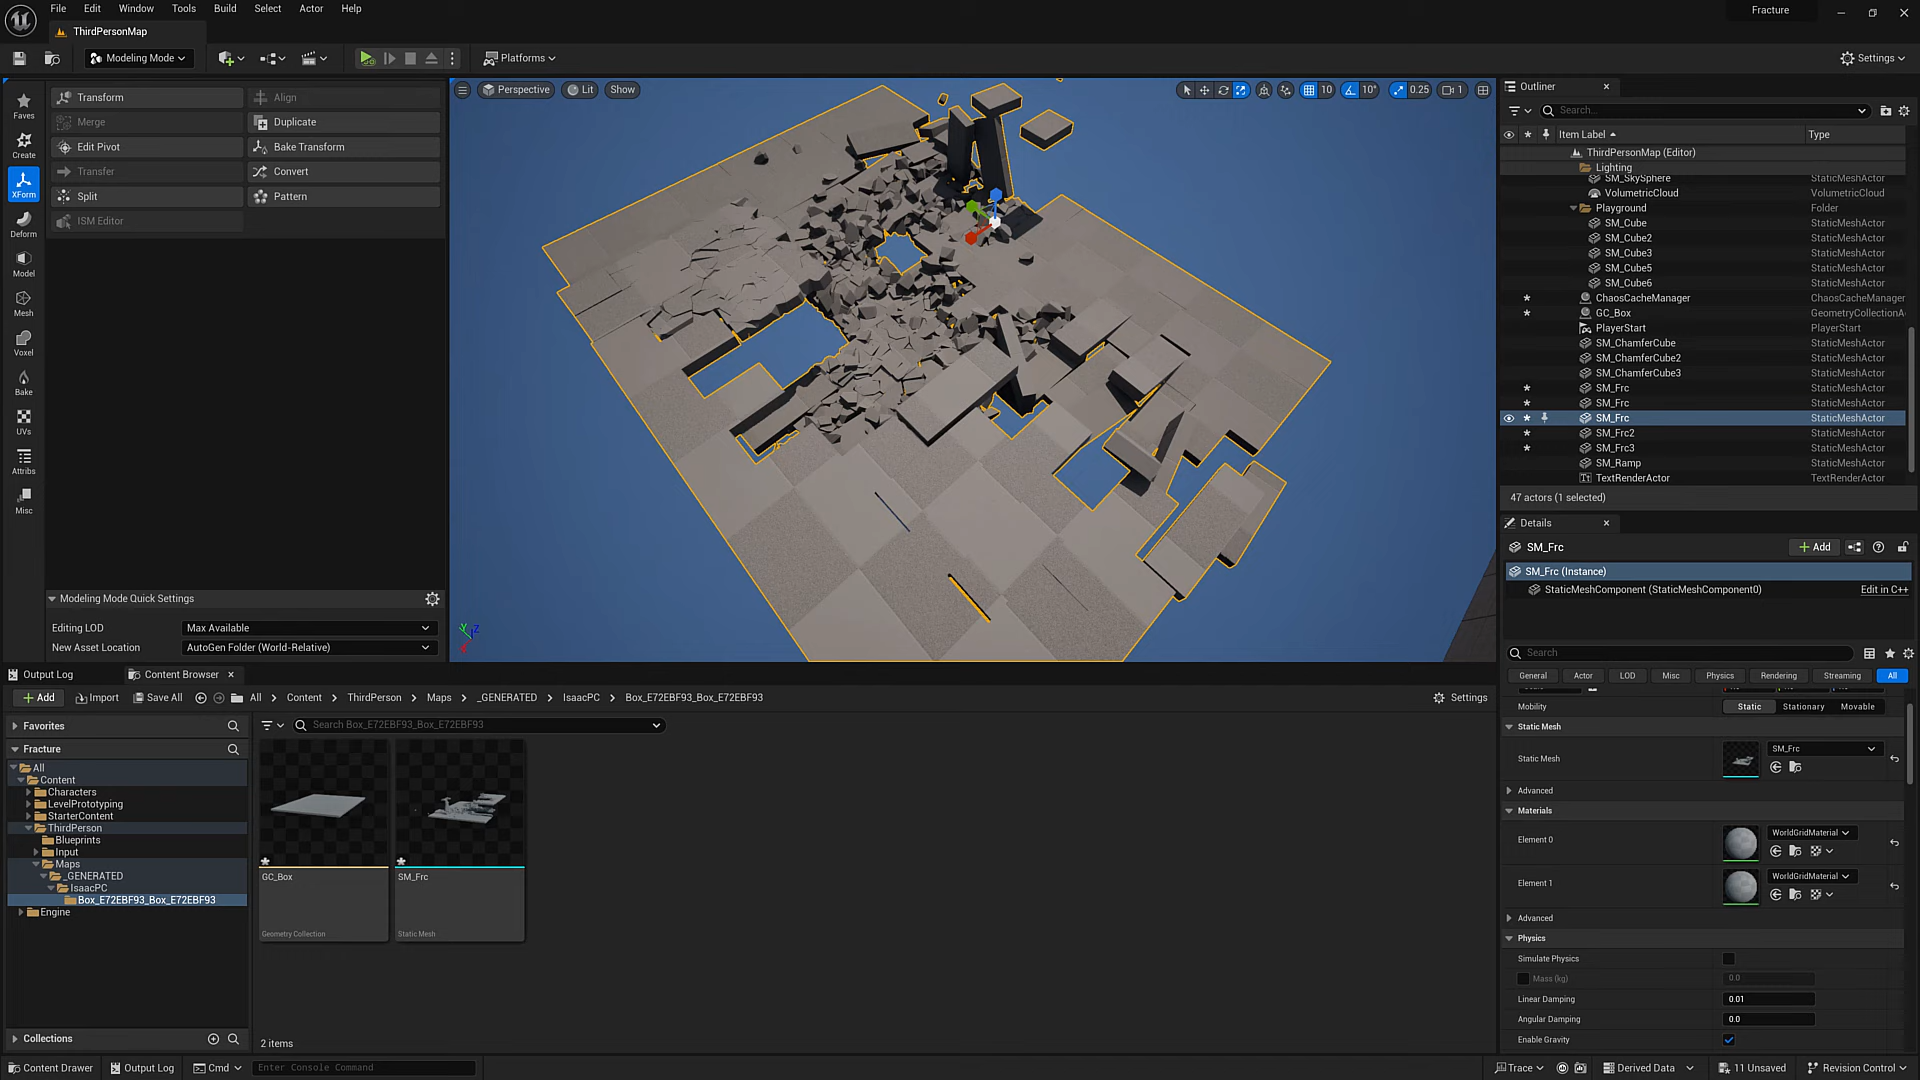 File Edit Window Tools Build Select Actor Help
Fracture
ThirdPersonMap
Modeling Mode
Platforms
Settings
Faves
Create
XForm
Deform
Model
Mesh
Voxel
Bake
UVs
Attribs
Misc
Transform
Align
Merge
Duplicate
Edit Pivot
Bake Transform
Transfer
Convert
Split
Pattern
ISM Editor
Modeling Mode Quick Settings
Editing LOD Max Available
New Asset Location AutoGen Folder (World-Relative)
Perspective Lit Show
10 10° 0.25 1
Outliner
Search...
Item Label Type
ThirdPersonMap (Editor)
Lighting
SM_SkySphere StaticMeshActor
VolumetricCloud VolumetricCloud
Playground Folder
SM_Cube StaticMeshActor
SM_Cube2 StaticMeshActor
SM_Cube3 StaticMeshActor
SM_Cube5 StaticMeshActor
SM_Cube6 StaticMeshActor
ChaosCacheManager ChaosCacheManager
GC_Box GeometryCollectionA
PlayerStart PlayerStart
SM_ChamferCube StaticMeshActor
SM_ChamferCube2 StaticMeshActor
SM_ChamferCube3 StaticMeshActor
SM_Frc StaticMeshActor
SM_Frc StaticMeshActor
SM_Frc StaticMeshActor
SM_Frc2 StaticMeshActor
SM_Frc3 StaticMeshActor
SM_Ramp StaticMeshActor
TextRenderActor TextRenderActor
47 actors (1 selected)
Details
SM_Frc
Add
SM_Frc (Instance)
StaticMeshComponent (StaticMeshComponent0) Edit in C++
Search
General Actor LOD Misc Physics Rendering Streaming All
Mobility Static Stationary Movable
Static Mesh
Static Mesh SM_Frc
Advanced
Materials
Element 0 WorldGridMaterial
Element 1 WorldGridMaterial
Advanced
Physics
Simulate Physics
Mass (kg) 0.0
Linear Damping 0.01
Angular Damping 0.0
Enable Gravity
Output Log
Content Browser
Add Import Save All All Content ThirdPerson Maps _GENERATED IsaacPC Box_E72EBF93_Box_E72EBF93 Settings
Favorites
Fracture
All
Content
Characters
LevelPrototyping
StarterContent
ThirdPerson
Blueprints
Input
Maps
_GENERATED
IsaacPC
Box_E72EBF93_Box_E72EBF93
Engine
Collections
Search Box_E72EBF93_Box_E72EBF93
GC_Box
Geometry Collection
SM_Frc
Static Mesh
2 items
Content Drawer Output Log Cmd Enter Console Command Trace Derived Data 11 Unsaved Revision Control